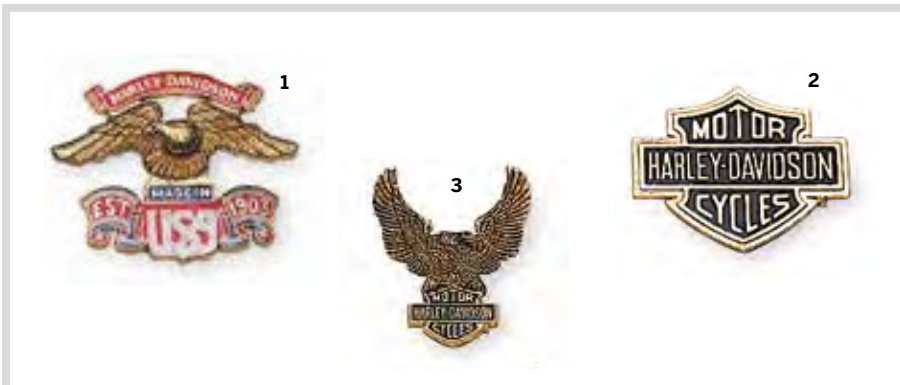 1
HARLEY-DAVIDSON
MADE IN
EST 1903
USA
2
MOTOR
HARLEY-DAVIDSON
CYCLES
3
MOTOR
HARLEY-DAVIDSON
CYCLES